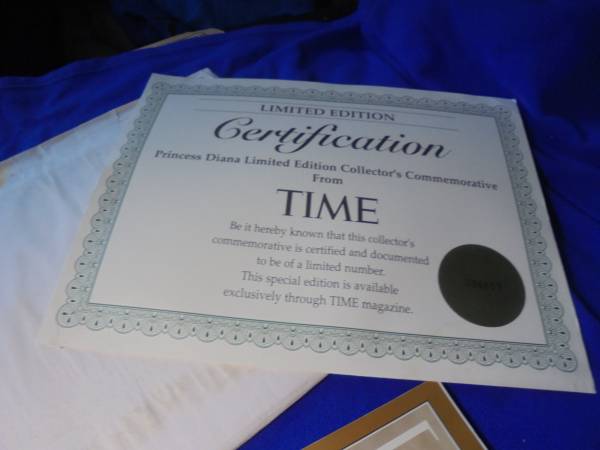 LIMITED EDITION
Certification
Princess Diana Limited Edition Collector's Commemorative
From
TIME
Be it hereby known that this collector's
commemorative is certified and documented
to be of a limited number.
This special edition is available
exclusively through TIME magazine.